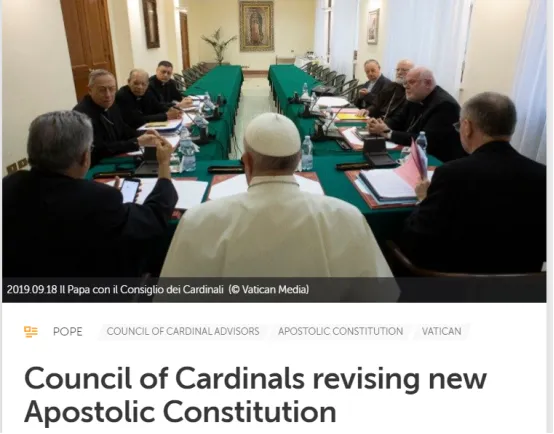 2019.09.18 Il Papa con il Consiglio dei Cardinali (© Vatican Media)
POPE COUNCIL OF CARDINAL ADVISORS APOSTOLIC CONSTITUTION VATICAN
Council of Cardinals revising new
Apostolic Constitution